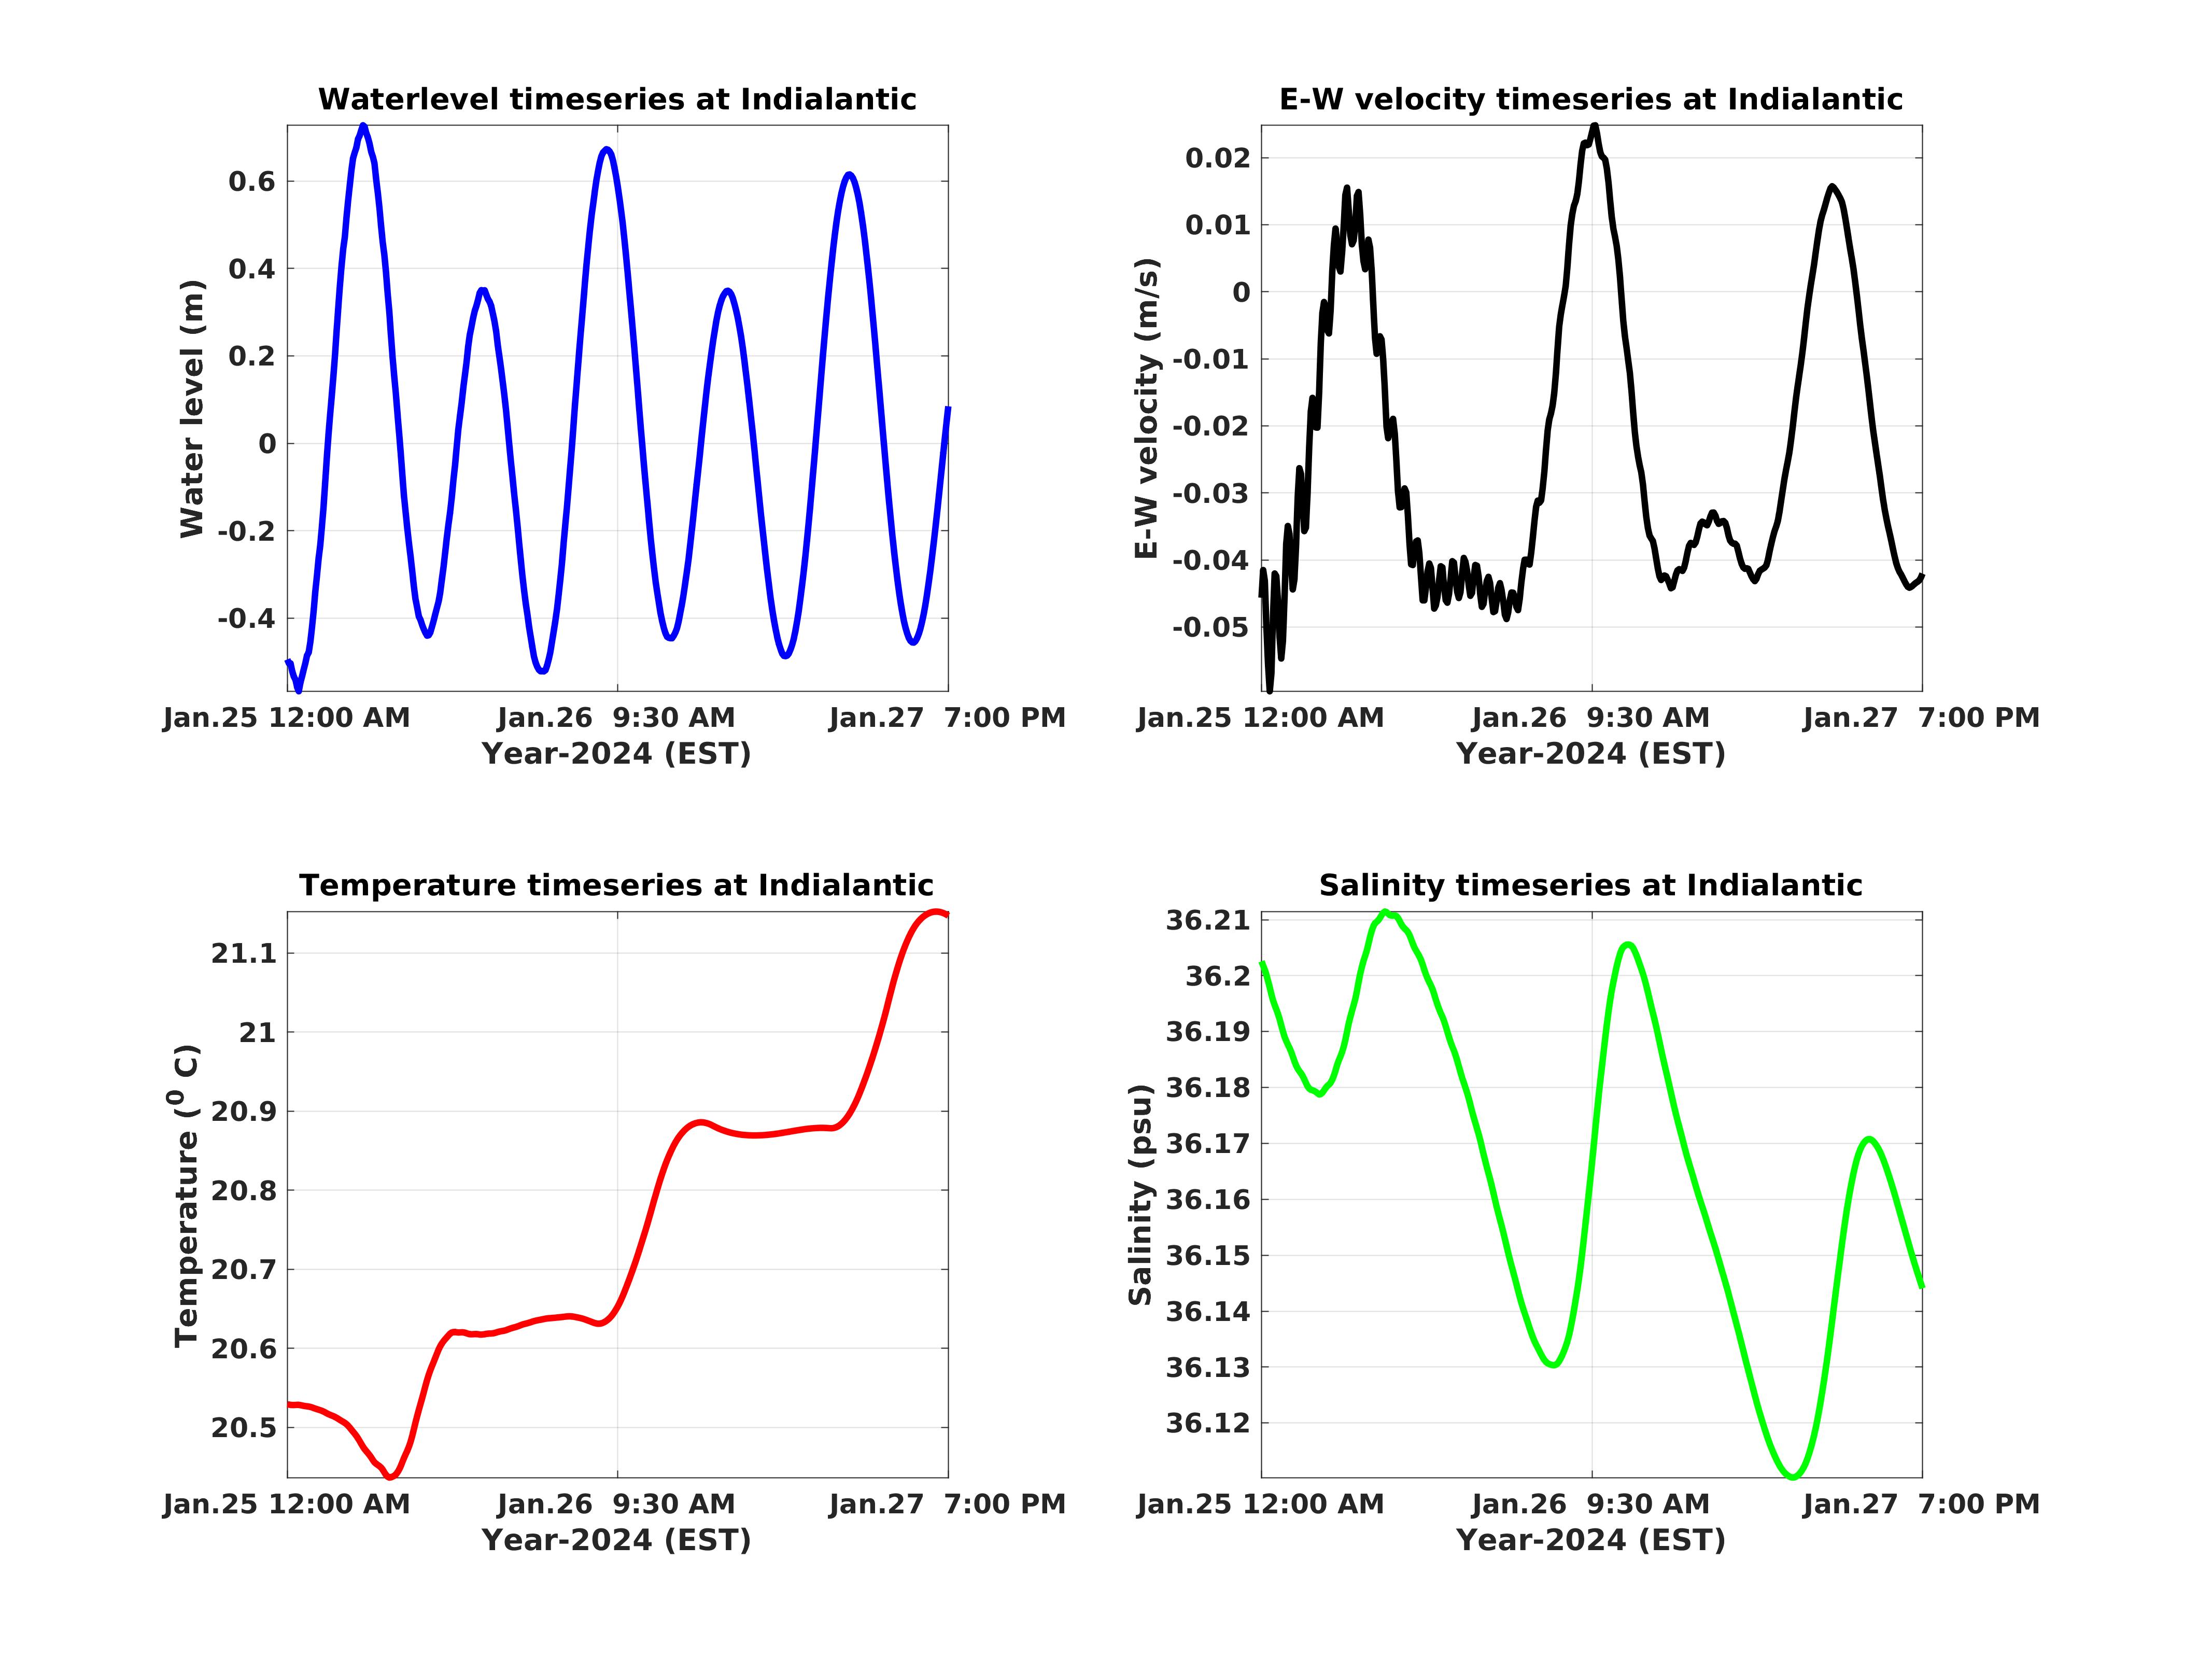 Waterlevel timeseries at Indialantic
0.6
0.4
0.2
0
-0.2
-0.4
Water level (m)
Jan.25 12:00 AM
Jan.26  9:30 AM
Jan.27  7:00 PM
Year-2024 (EST)
E-W velocity timeseries at Indialantic
0.02
0.01
0
-0.01
-0.02
-0.03
-0.04
-0.05
E-W velocity (m/s)
Jan.25 12:00 AM
Jan.26  9:30 AM
Jan.27  7:00 PM
Year-2024 (EST)
Temperature timeseries at Indialantic
21.1
21
20.9
20.8
20.7
20.6
20.5
Temperature (⁰ C)
Jan.25 12:00 AM
Jan.26  9:30 AM
Jan.27  7:00 PM
Year-2024 (EST)
Salinity timeseries at Indialantic
36.21
36.2
36.19
36.18
36.17
36.16
36.15
36.14
36.13
36.12
Salinity (psu)
Jan.25 12:00 AM
Jan.26  9:30 AM
Jan.27  7:00 PM
Year-2024 (EST)